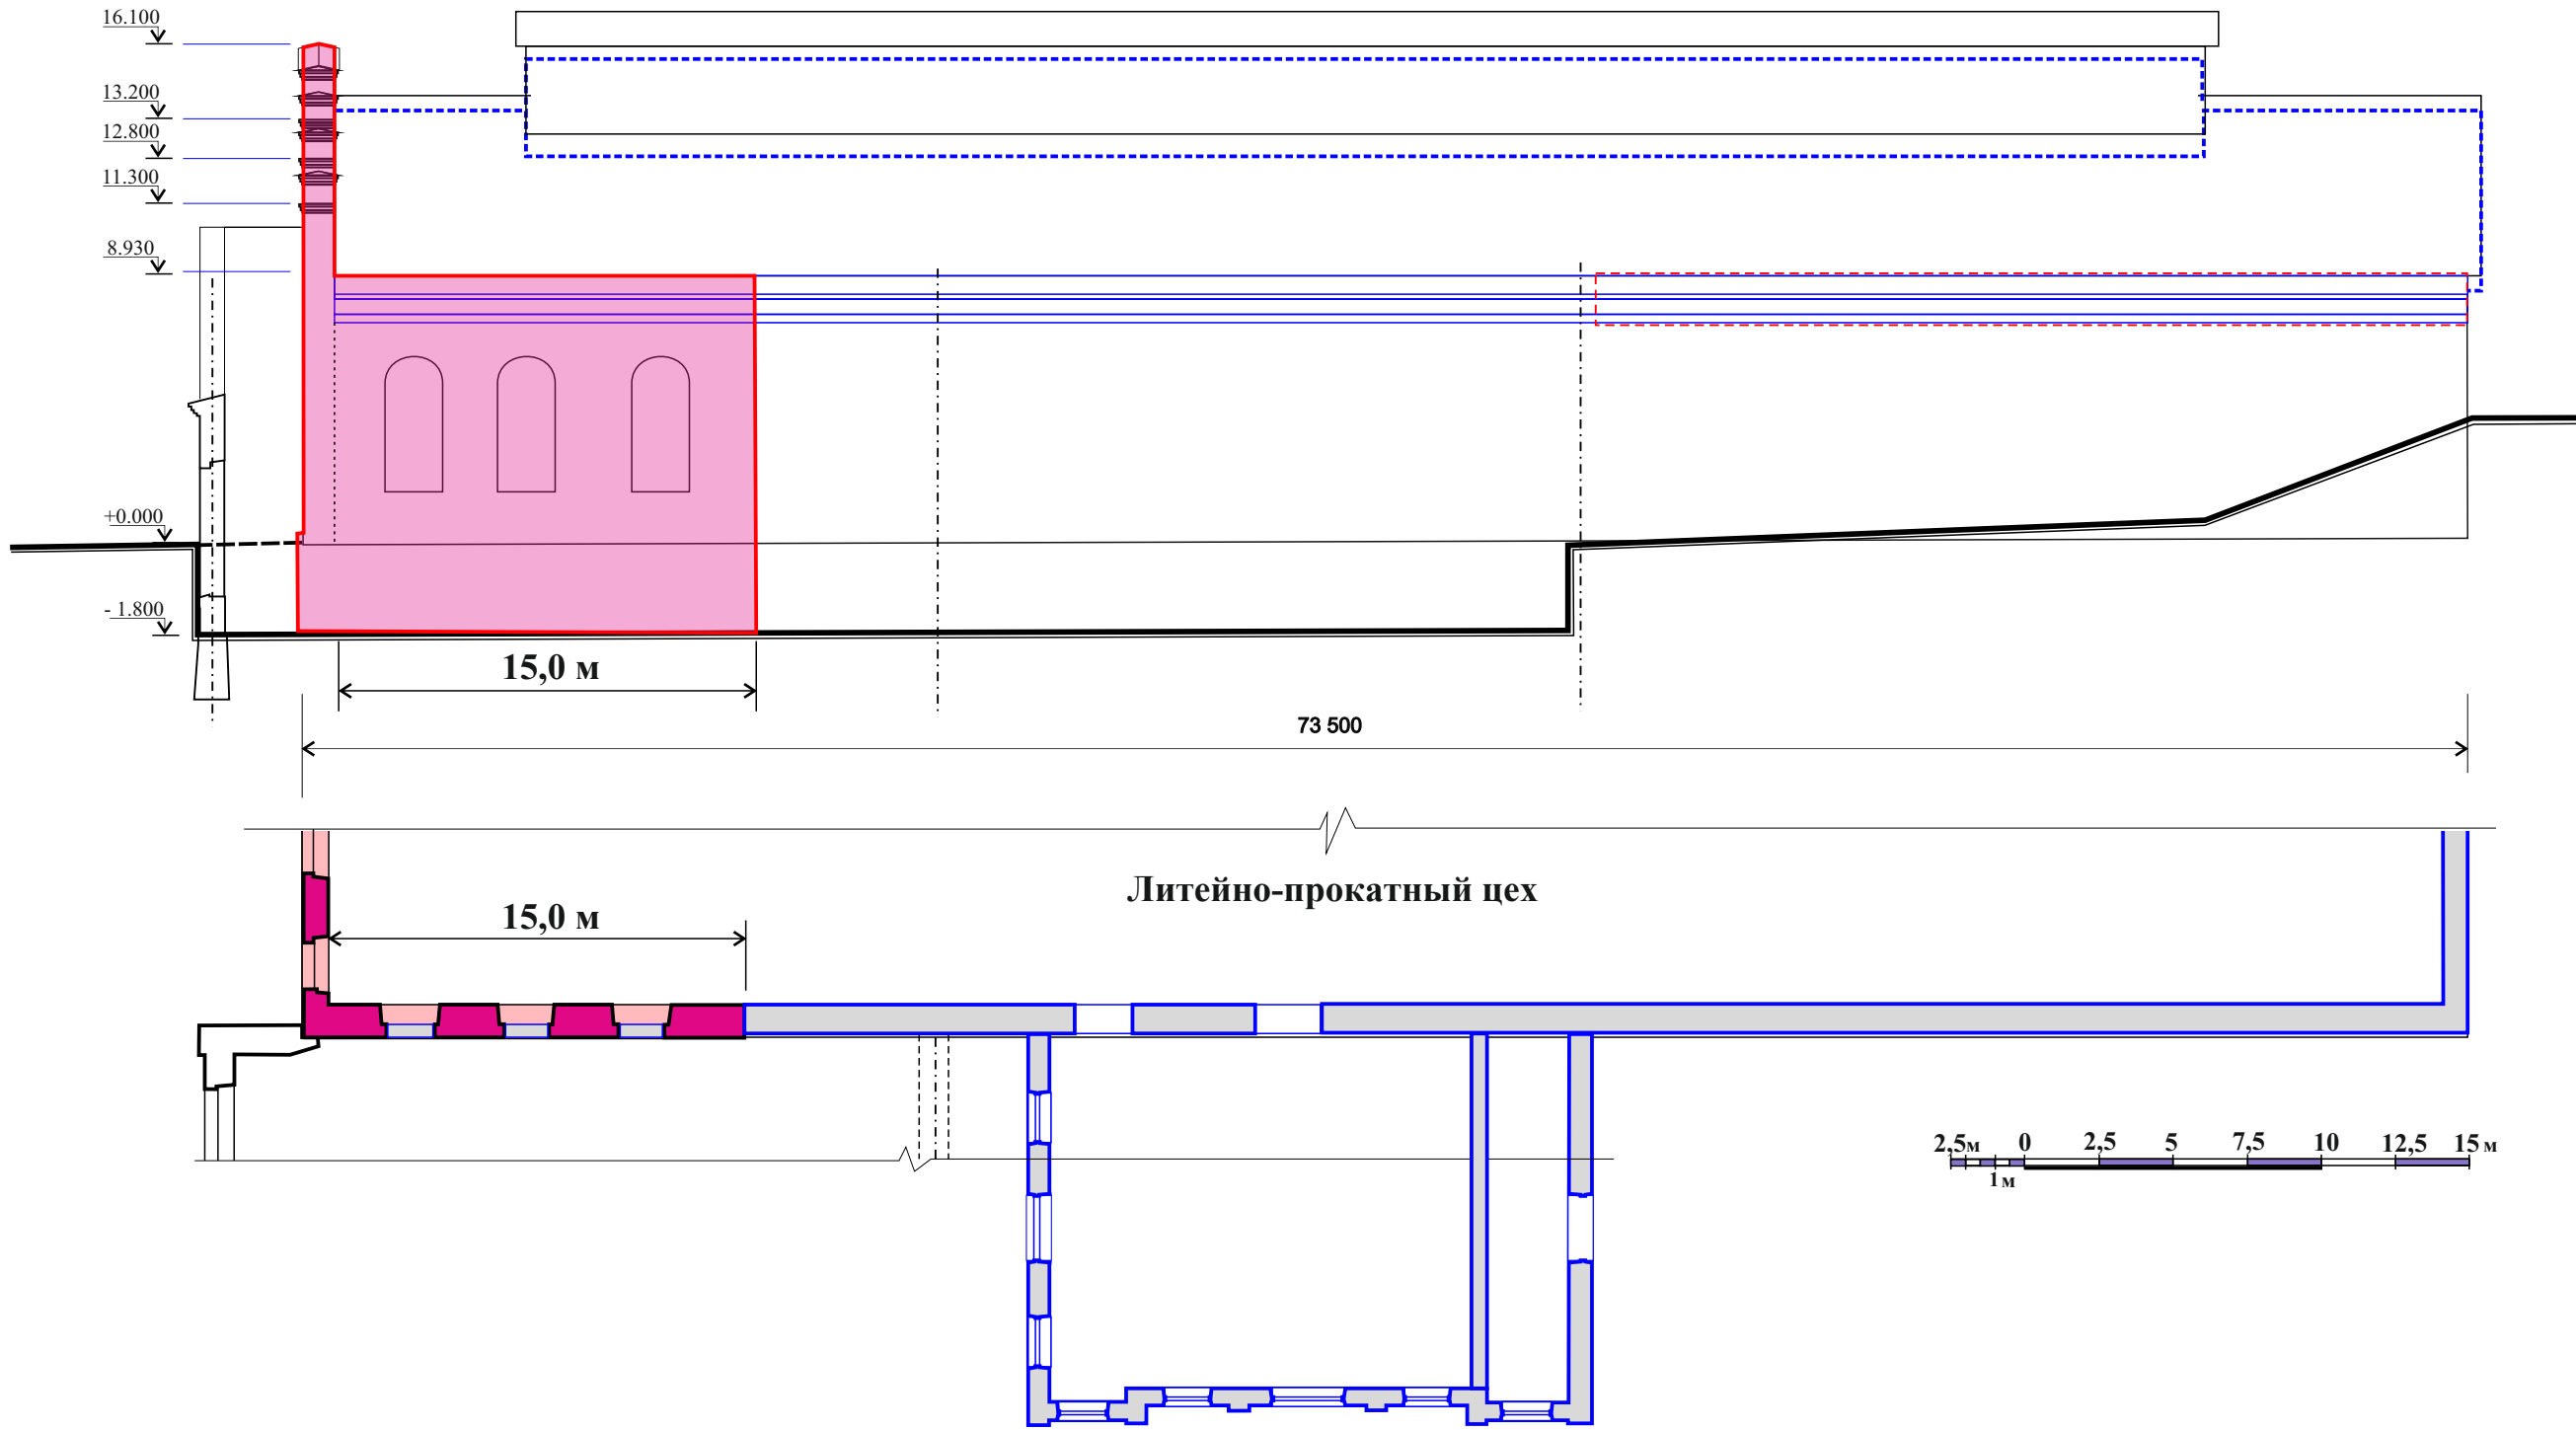 16.100
13.200
12.800
11.300
8.930
+0.000
- 1.800
15,0 м
73 500
Литейно-прокатный цех
15,0 м
2,5м 0 2,5 5 7,5 10 12,5 15 м
1 м